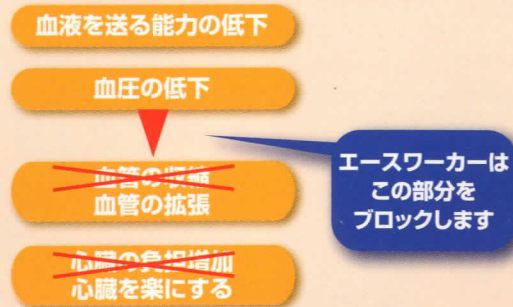 血液を送る能力の低下
血圧の低下
血管の収縮
血管の拡張
心臓の負担増加
心臓を楽にする
エースワーカーは
この部分を
ブロックします